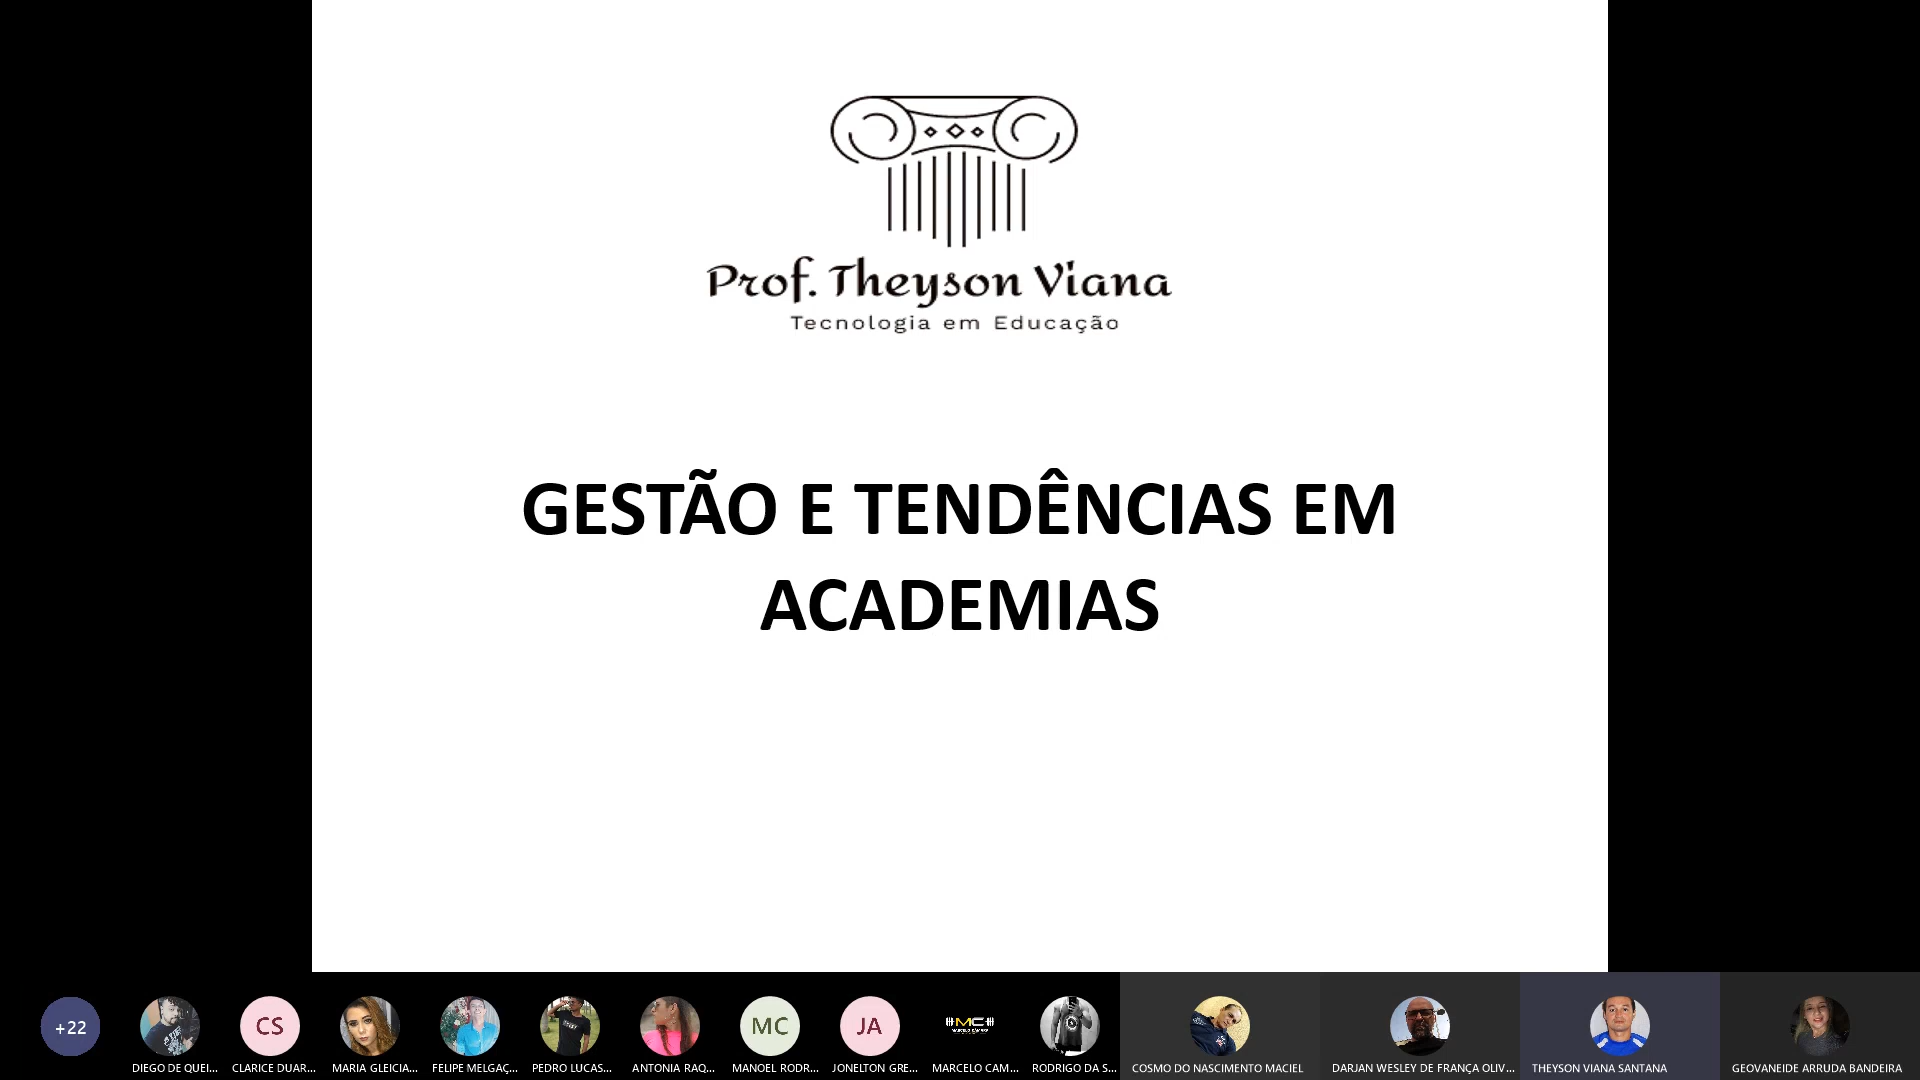 Prof. Theyson Viana
Tecnologia em Educação
GESTÃO E TENDÊNCIAS EM
ACADEMIAS
+22
CS
MC
JA
MC
DIEGO DE QUEI...
CLARICE DUAR...
MARIA GLEICIA...
FELIPE MELGAÇ...
PEDRO LUCAS...
ANTONIA RAQ...
MANOEL RODR...
JONELTON GRE...
MARCELO CAM...
RODRIGO DA S...
COSMO DO NASCIMENTO MACIEL
DARJAN WESLEY DE FRANÇA OLIV...
THEYSON VIANA SANTANA
GEOVANEIDE ARRUDA BANDEIRA